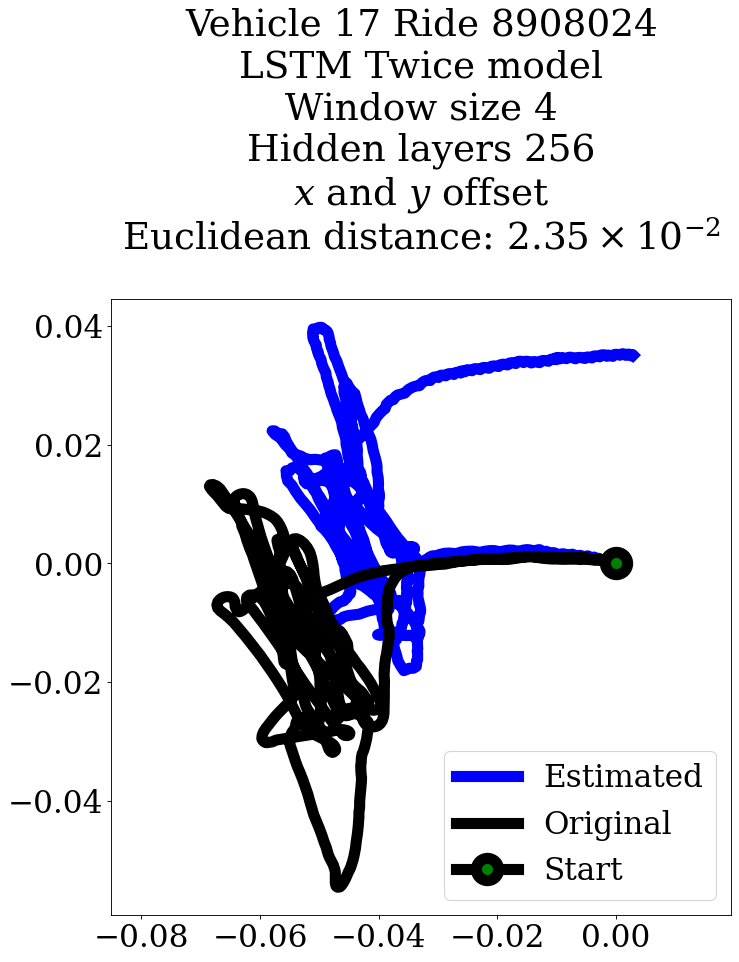 Vehicle 17 Ride 8908024
LSTM Twice model
Window size 4
Hidden layers 256
x and y offset
Euclidean distance: 2.35 × 10⁻²
0.04
0.02
0.00
−0.02
−0.04
Estimated
Original
Start
−0.08 −0.06 −0.04 −0.02 0.00